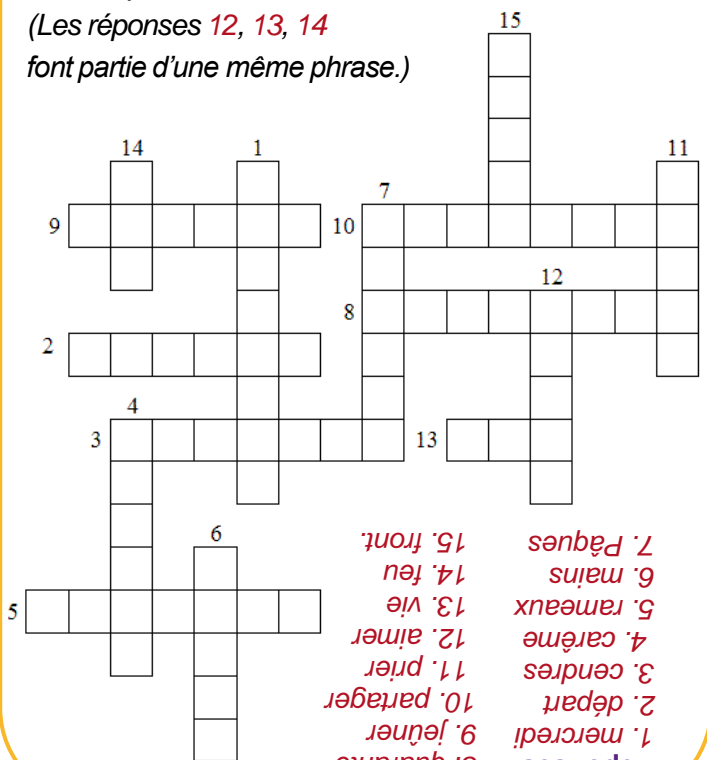 (Les réponses 12, 13, 14
font partie d’une même phrase.)
15
14
1
11
7
9
10
12
8
2
4
3
13
6
5
1. mercredi
2. départ
3. cendres
4. carême
5. rameaux
6. mains
7. Pâques
9. jeûner
10. partager
11. prier
12. aimer
13. vie
14. feu
15. front.